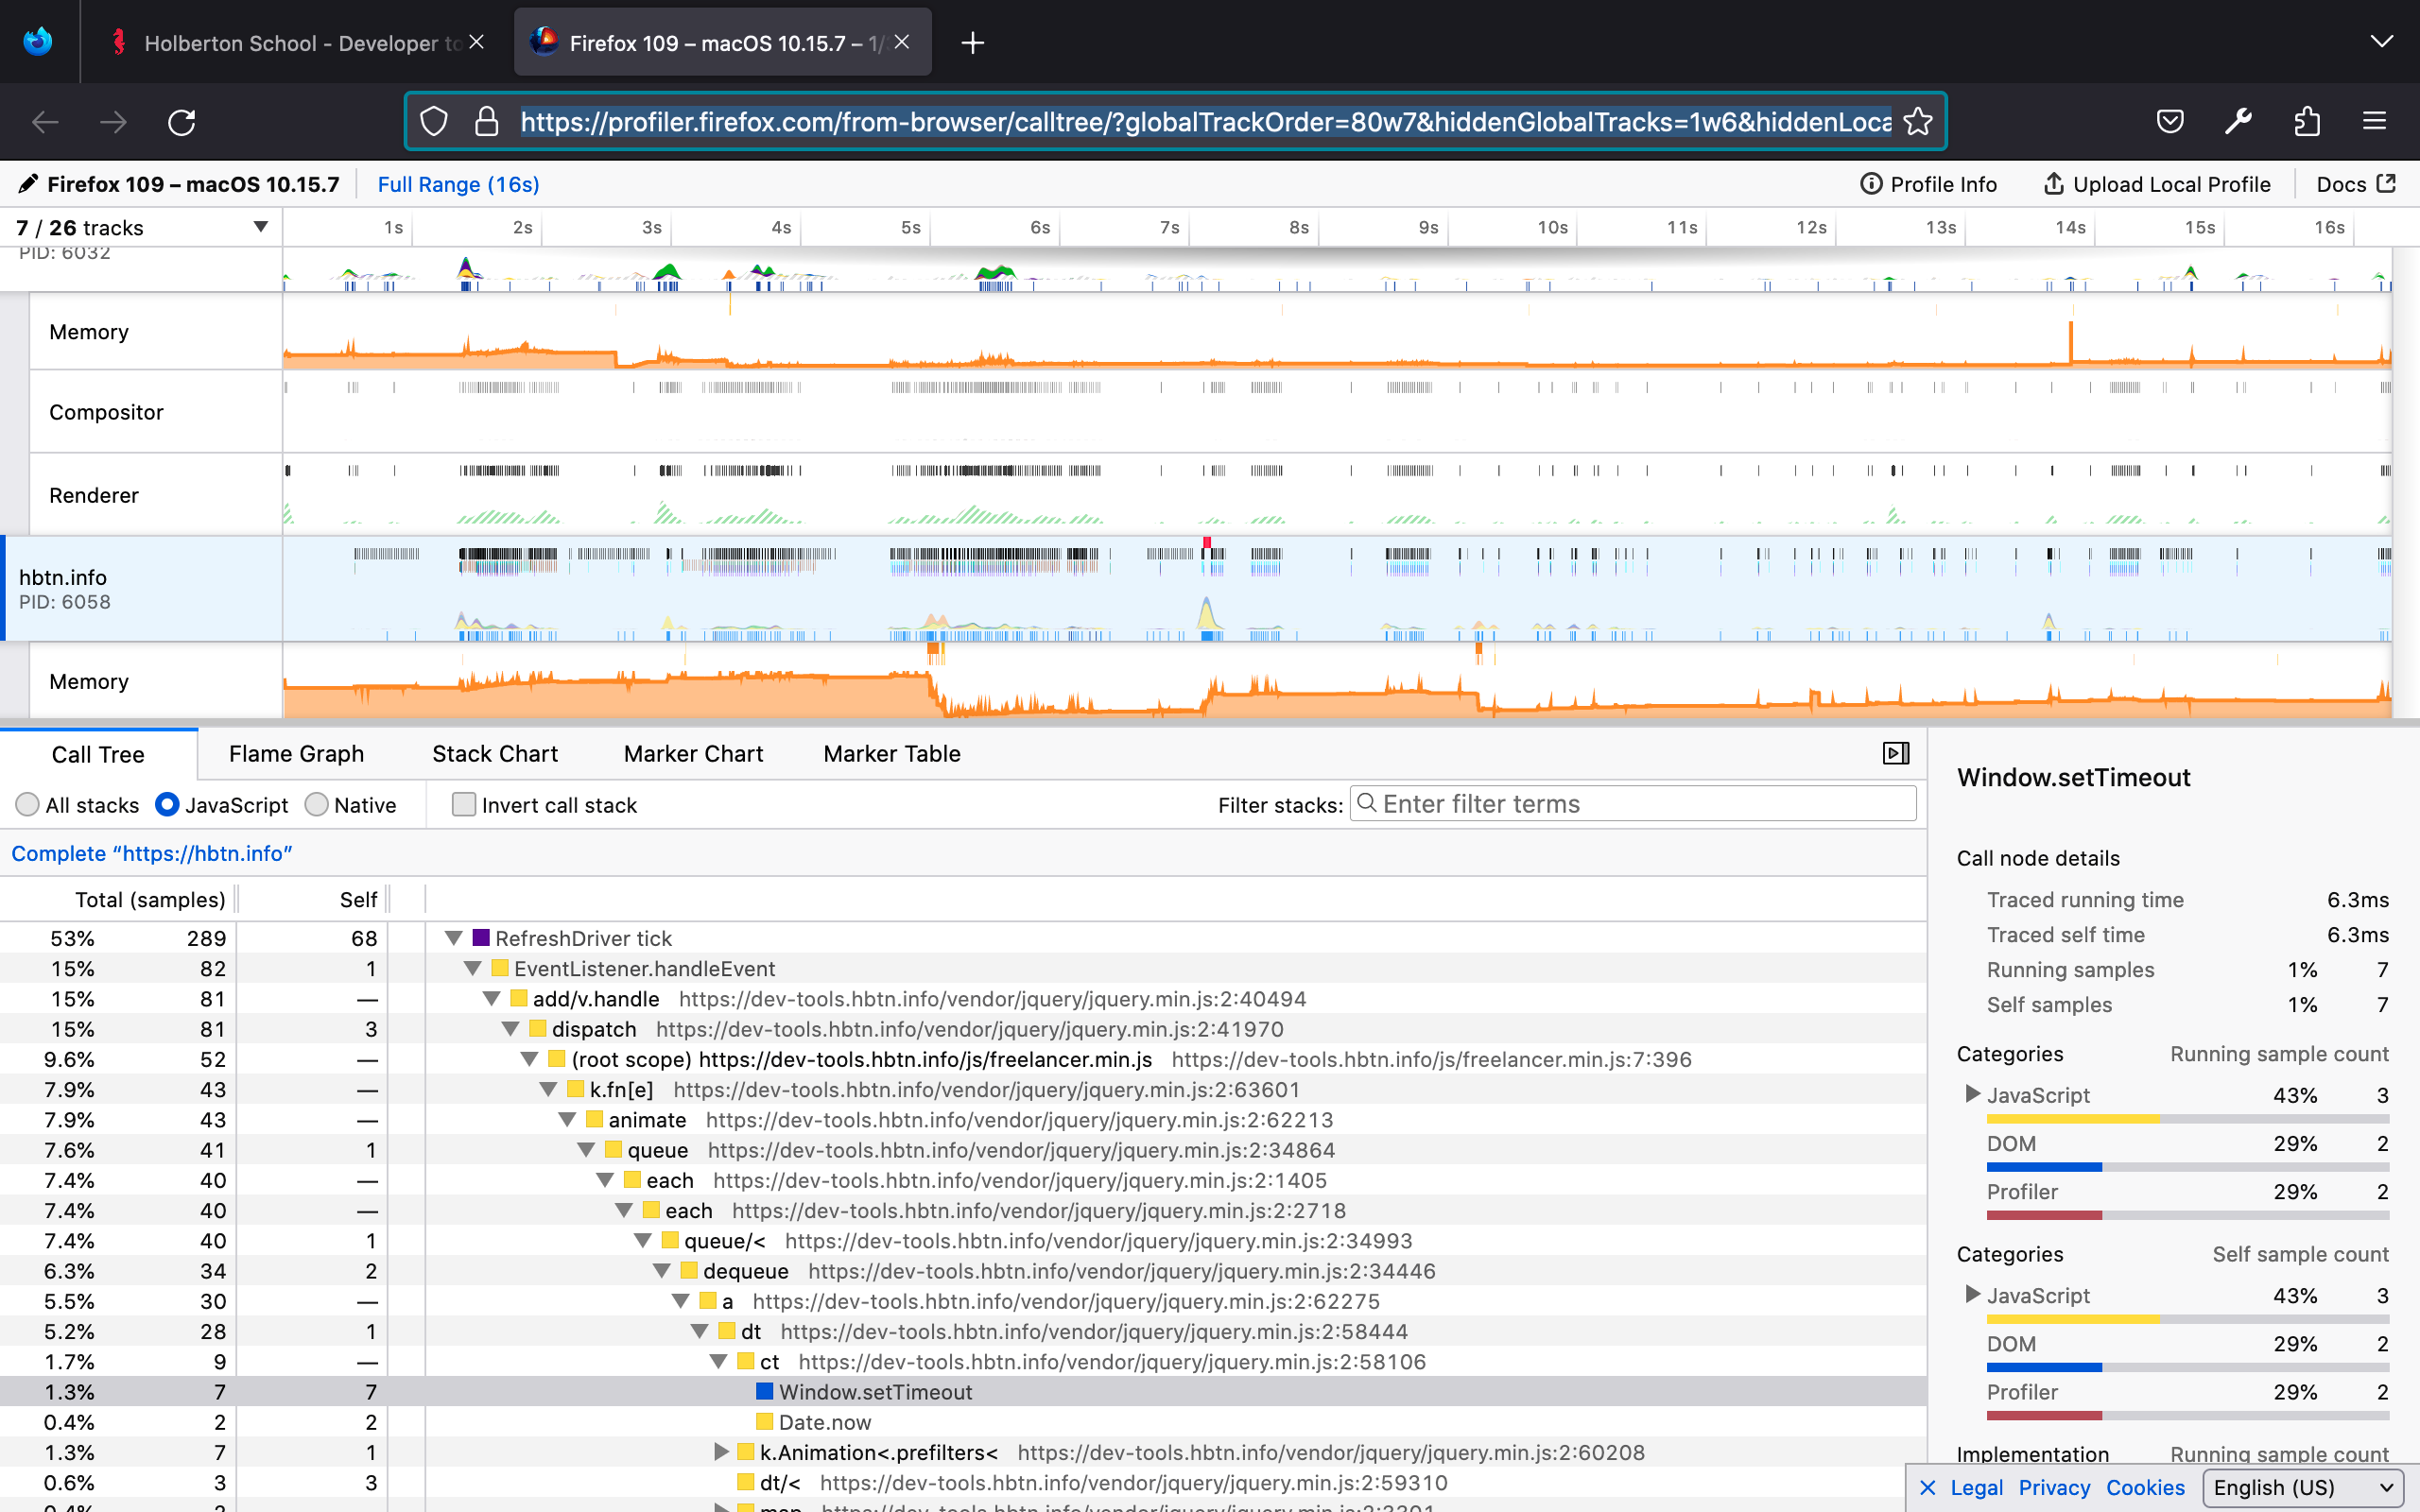 Holberton School - Developer to
Firefox 109 – macOS 10.15.7 – 1/
https://profiler.firefox.com/from-browser/calltree/?globalTrackOrder=80w7&hiddenGlobalTracks=1w6&hiddenLoca
Firefox 109 – macOS 10.15.7 Full Range (16s) Profile Info Upload Local Profile Docs
7 / 26 tracks 1s 2s 3s 4s 5s 6s 7s 8s 9s 10s 11s 12s 13s 14s 15s 16s
PID: 6032
Memory
Compositor
Renderer
hbtn.info
PID: 6058
Memory
Call Tree Flame Graph Stack Chart Marker Chart Marker Table
All stacks JavaScript Native Invert call stack Filter stacks: Enter filter terms
Complete “https://hbtn.info”
Total (samples) Self
53% 289 68 RefreshDriver tick
15% 82 1 EventListener.handleEvent
15% 81 — add/v.handle https://dev-tools.hbtn.info/vendor/jquery/jquery.min.js:2:40494
15% 81 3 dispatch https://dev-tools.hbtn.info/vendor/jquery/jquery.min.js:2:41970
9.6% 52 — (root scope) https://dev-tools.hbtn.info/js/freelancer.min.js https://dev-tools.hbtn.info/js/freelancer.min.js:7:396
7.9% 43 — k.fn[e] https://dev-tools.hbtn.info/vendor/jquery/jquery.min.js:2:63601
7.9% 43 — animate https://dev-tools.hbtn.info/vendor/jquery/jquery.min.js:2:62213
7.6% 41 1 queue https://dev-tools.hbtn.info/vendor/jquery/jquery.min.js:2:34864
7.4% 40 — each https://dev-tools.hbtn.info/vendor/jquery/jquery.min.js:2:1405
7.4% 40 — each https://dev-tools.hbtn.info/vendor/jquery/jquery.min.js:2:2718
7.4% 40 1 queue/< https://dev-tools.hbtn.info/vendor/jquery/jquery.min.js:2:34993
6.3% 34 2 dequeue https://dev-tools.hbtn.info/vendor/jquery/jquery.min.js:2:34446
5.5% 30 — a https://dev-tools.hbtn.info/vendor/jquery/jquery.min.js:2:62275
5.2% 28 1 dt https://dev-tools.hbtn.info/vendor/jquery/jquery.min.js:2:58444
1.7% 9 — ct https://dev-tools.hbtn.info/vendor/jquery/jquery.min.js:2:58106
1.3% 7 7 Window.setTimeout
0.4% 2 2 Date.now
1.3% 7 1 k.Animation<.prefilters< https://dev-tools.hbtn.info/vendor/jquery/jquery.min.js:2:60208
0.6% 3 3 dt/< https://dev-tools.hbtn.info/vendor/jquery/jquery.min.js:2:59310
Window.setTimeout
Call node details
Traced running time 6.3ms
Traced self time 6.3ms
Running samples 1% 7
Self samples 1% 7
Categories Running sample count
JavaScript 43% 3
DOM 29% 2
Profiler 29% 2
Categories Self sample count
JavaScript 43% 3
DOM 29% 2
Profiler 29% 2
Implementation Running sample count
Legal Privacy Cookies English (US)